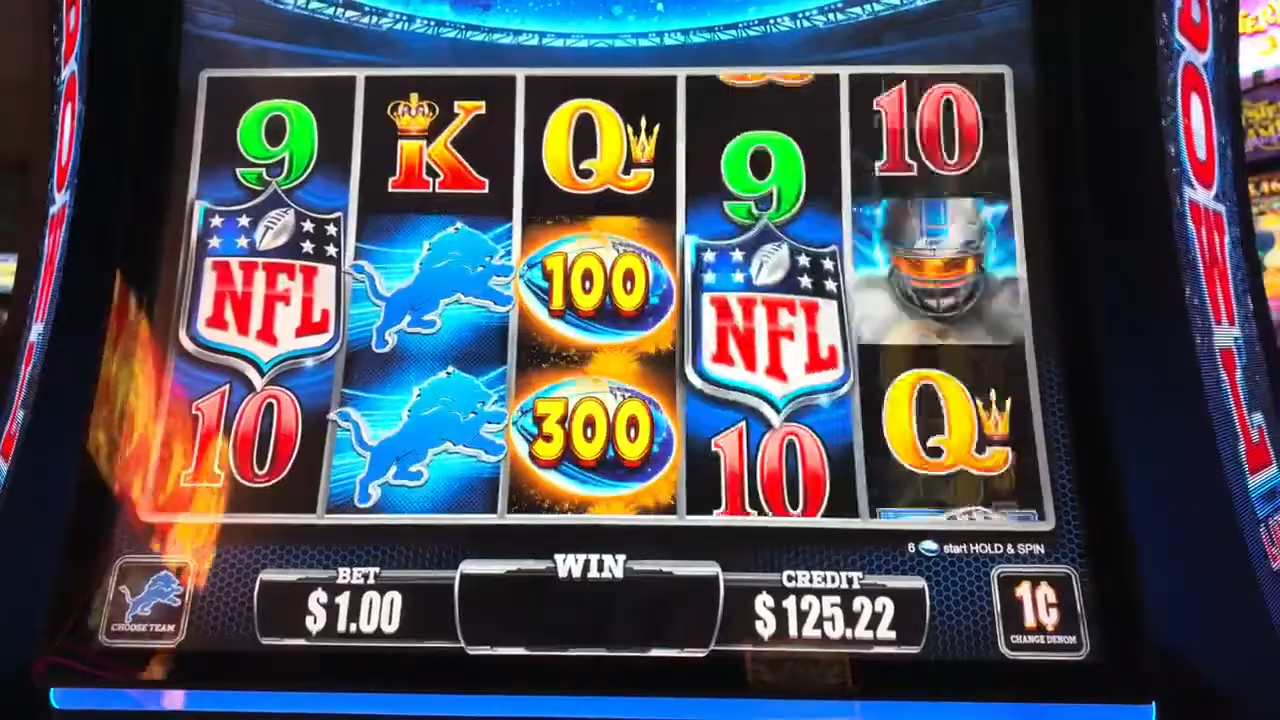 9 K Q 9 10
NFL 100 NFL
10 300 10 Q
6 start HOLD & SPIN
CHOOSE TEAM
BET
$1.00
WIN
CREDIT
$125.22
1¢
CHANGE DENOM